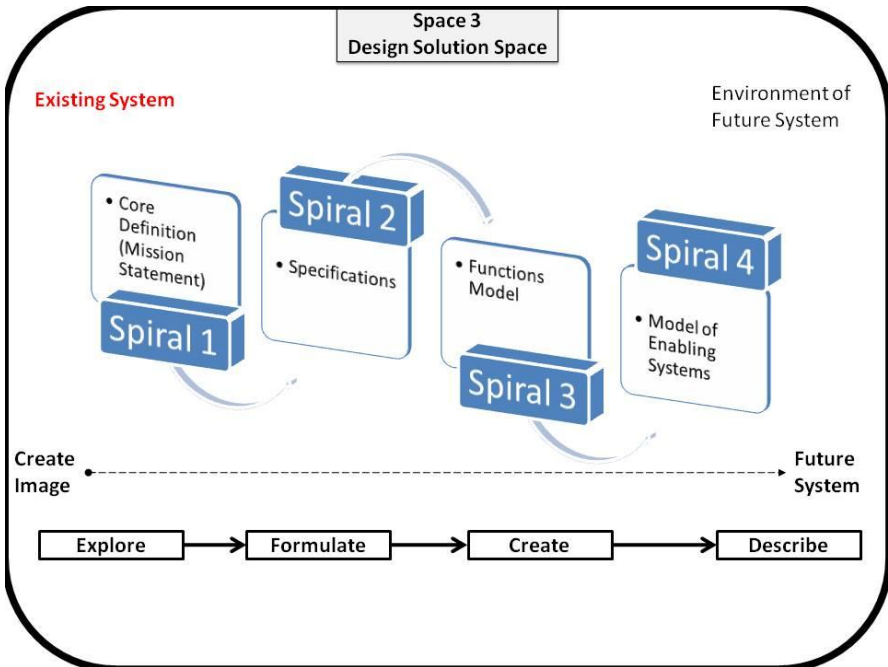 Space 3
Design Solution Space
Existing System
Environment of
Future System
• Core
Definition
(Mission
Statement)
Spiral 1
Spiral 2
• Specifications
• Functions
Model
Spiral 3
Spiral 4
• Model of
Enabling
Systems
Create
Image
Future
System
Explore
Formulate
Create
Describe